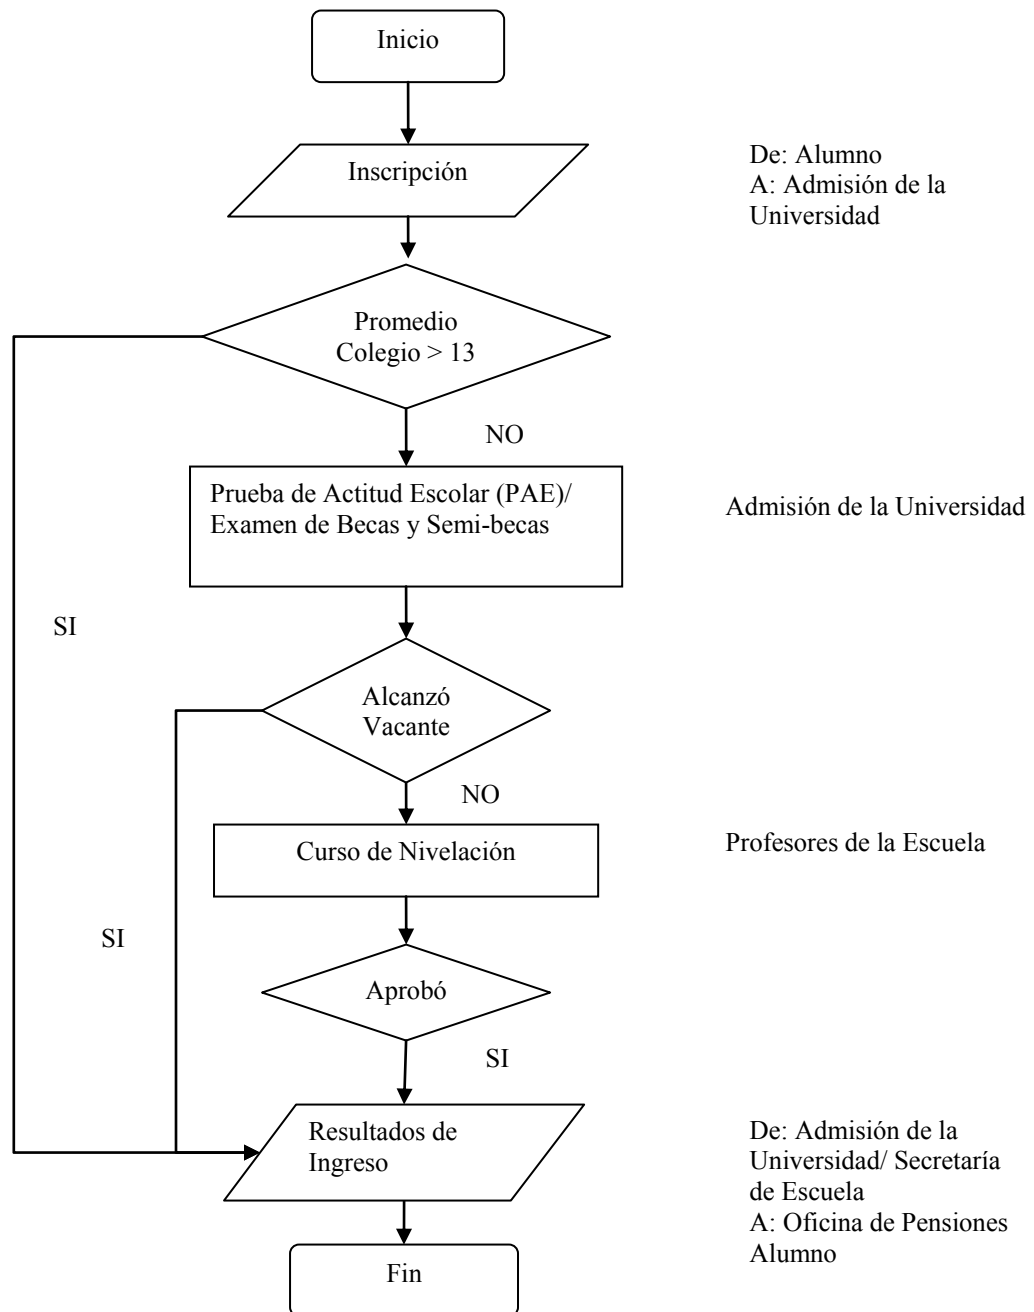 Inicio
Inscripción
De: Alumno
A: Admisión de la
Universidad
Promedio
Colegio > 13
NO
Prueba de Actitud Escolar (PAE)/
Examen de Becas y Semi-becas
Admisión de la Universidad
SI
Alcanzó
Vacante
NO
Curso de Nivelación
Profesores de la Escuela
SI
Aprobó
SI
Resultados de
Ingreso
De: Admisión de la
Universidad/ Secretaría
de Escuela
A: Oficina de Pensiones
Alumno
Fin